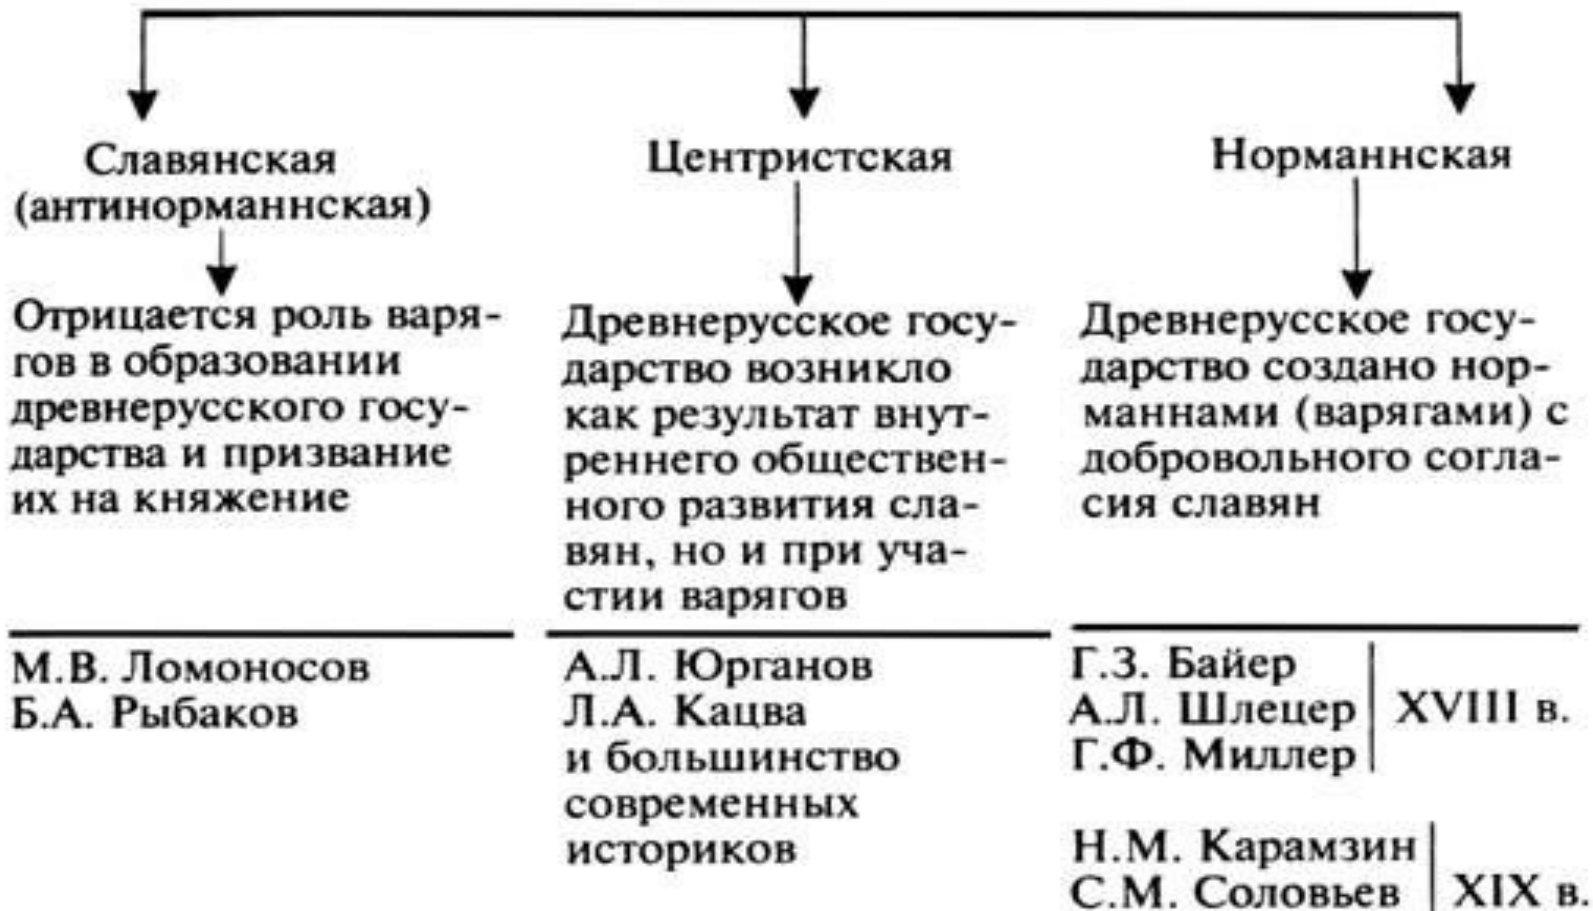 Славянская
(антинорманнская)
Отрицается роль варя-
гов в образовании
древнерусского госу-
дарства и призвание
их на княжение
М.В. Ломоносов
Б.А. Рыбаков
Центристская
Древнерусское госу-
дарство возникло
как результат внут-
реннего обществен-
ного развития сла-
вян, но и при уча-
стии варягов
А.Л. Юрганов
Л.А. Кацва
и большинство
современных
историков
Норманнская
Древнерусское госу-
дарство создано нор-
маннами (варягами) с
добровольного согла-
сия славян
Г.З. Байер
А.Л. Шлецер
Г.Ф. Миллер
XVIII в.
Н.М. Карамзин
С.М. Соловьев
XIX в.